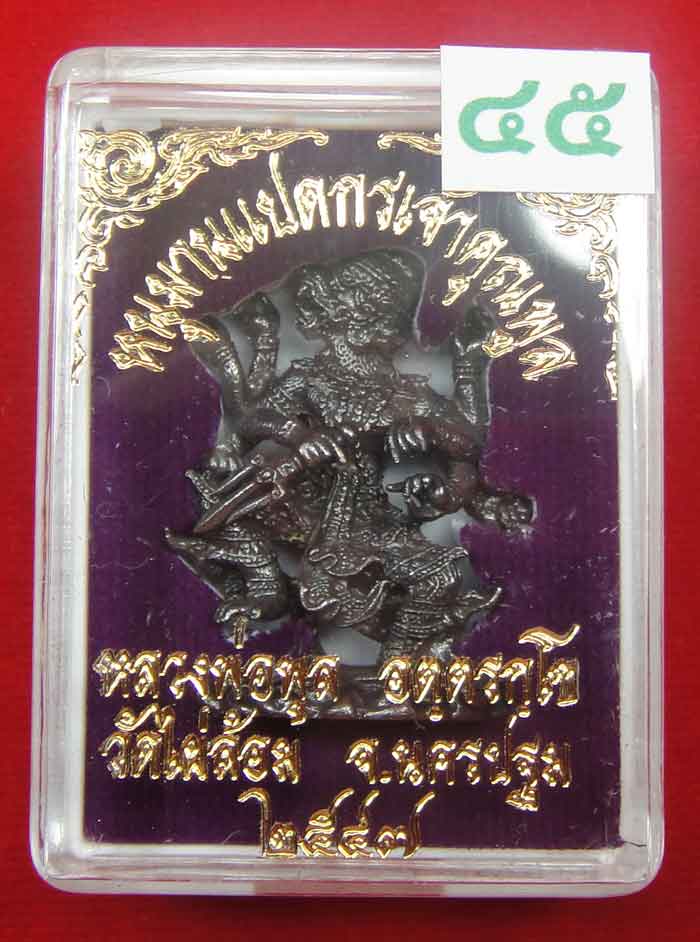 ๔๕
หนุมานแปดกรเจ้าคุณพูล
หลวงพ่อพูล อตฺตรกฺโข
วัดไผ่ล้อม จ.นครปฐม
๒๕๔๗